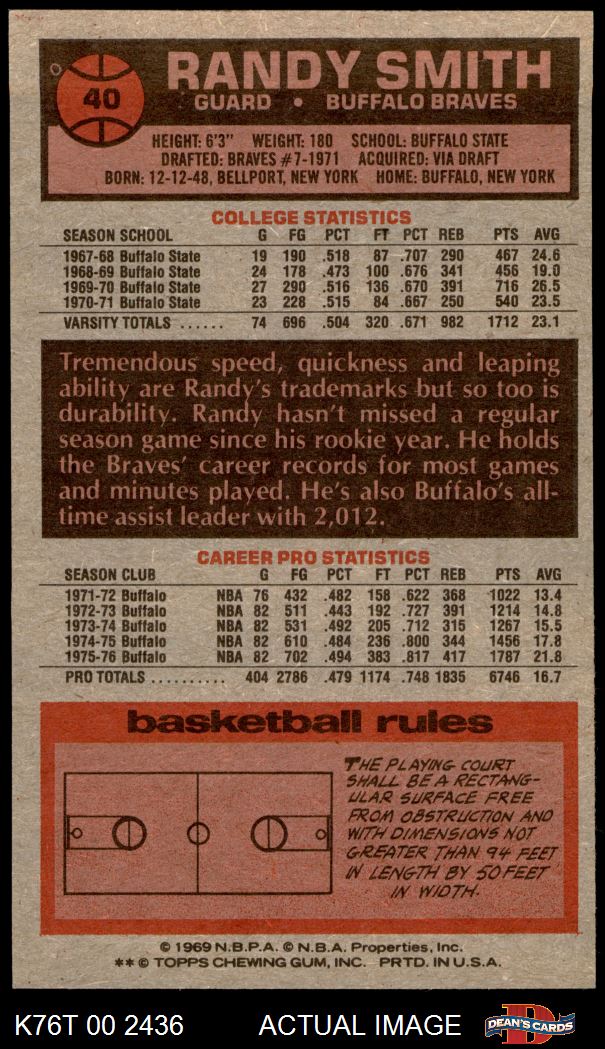 40
RANDY SMITH
GUARD • BUFFALO BRAVES
HEIGHT: 6'3" WEIGHT: 180 SCHOOL: BUFFALO STATE
DRAFTED: BRAVES #7-1971 ACQUIRED: VIA DRAFT
BORN: 12-12-48, BELLPORT, NEW YORK HOME: BUFFALO, NEW YORK
COLLEGE STATISTICS
SEASON SCHOOL G FG PCT FT PCT REB PTS AVG
1967-68 Buffalo State 19 190 .518 87 .707 290 467 24.6
1968-69 Buffalo State 24 178 .473 100 .676 341 456 19.0
1969-70 Buffalo State 27 290 .516 136 .670 391 716 26.5
1970-71 Buffalo State 23 228 .515 84 .667 250 540 23.5
VARSITY TOTALS ...... 74 696 .504 320 .671 982 1712 23.1
Tremendous speed, quickness and leaping
ability are Randy's trademarks but so too is
durability. Randy hasn't missed a regular
season game since his rookie year. He holds
the Braves' career records for most games
and minutes played. He's also Buffalo's all-
time assist leader with 2,012.
CAREER PRO STATISTICS
SEASON CLUB G FG PCT FT PCT REB PTS AVG
1971-72 Buffalo NBA 76 432 .482 158 .622 368 1022 13.4
1972-73 Buffalo NBA 82 511 .443 192 .727 391 1214 14.8
1973-74 Buffalo NBA 82 531 .492 205 .712 315 1267 15.5
1974-75 Buffalo NBA 82 610 .484 236 .800 344 1456 17.8
1975-76 Buffalo NBA 82 702 .494 383 .817 417 1787 21.8
PRO TOTALS .......... 404 2786 .479 1174 .748 1835 6746 16.7
basketball rules
THE PLAYING COURT
SHALL BE A RECTANG-
ULAR SURFACE FREE
FROM OBSTRUCTION AND
WITH DIMENSIONS NOT
GREATER THAN 94 FEET
IN LENGTH BY 50 FEET
IN WIDTH.
© 1969 N.B.P.A. © N.B.A. Properties, Inc.
** © TOPPS CHEWING GUM, INC. PRTD. IN U.S.A.
K76T 00 2436 ACTUAL IMAGE
D
DEAN'S CARDS